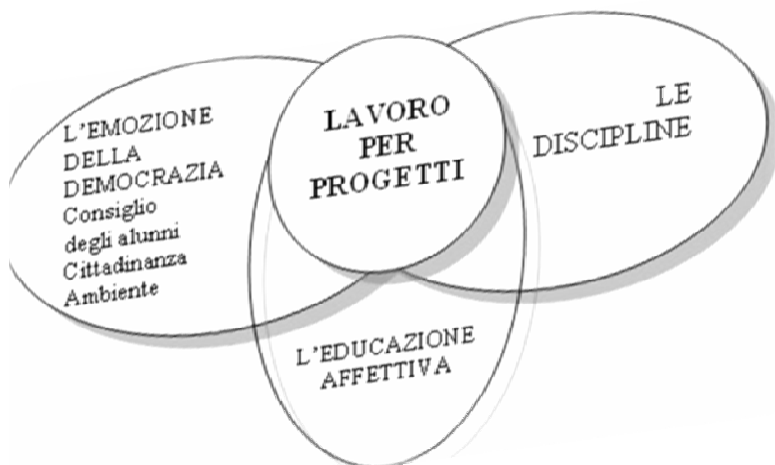 L'EMOZIONE
DELLA
DEMOCRAZIA
Consiglio
degli alunni
Cittadinanza
Ambiente
LAVORO
PER
PROGETTI
LE
DISCIPLINE
L'EDUCAZIONE
AFFETTIVA